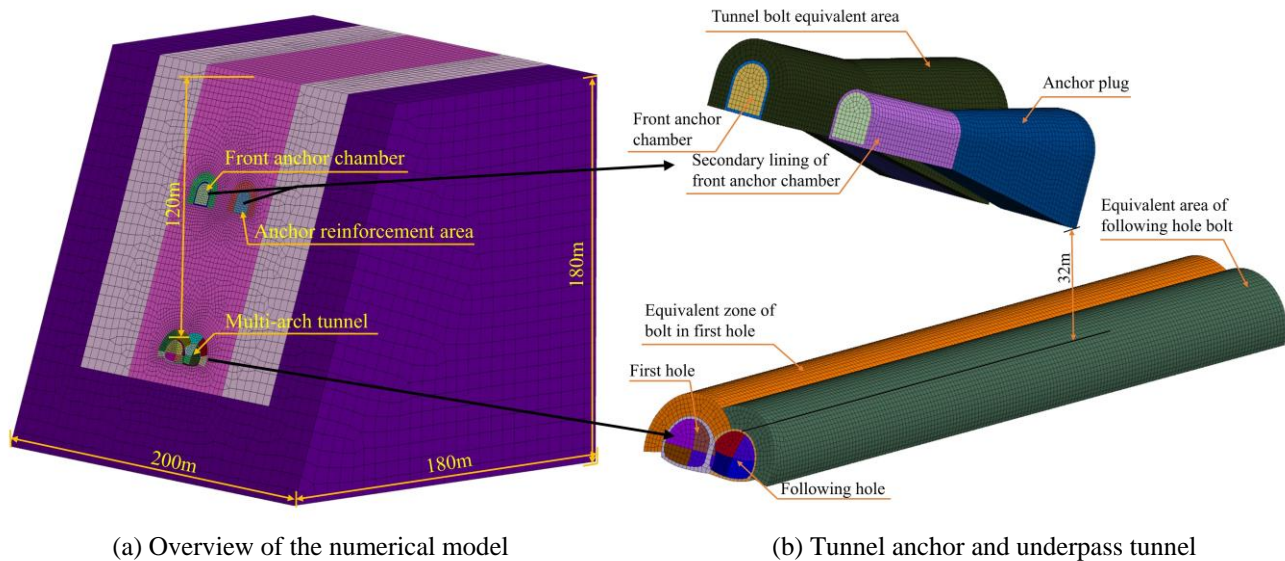 Front anchor chamber
120m
Anchor reinforcement area
Multi-arch tunnel
180m
200m
180m
(a) Overview of the numerical model
Tunnel bolt equivalent area
Anchor plug
Front anchor
chamber
Secondary lining of
front anchor chamber
Equivalent area of
following hole bolt
32m
Equivalent zone of
bolt in first hole
First hole
Following hole
(b) Tunnel anchor and underpass tunnel